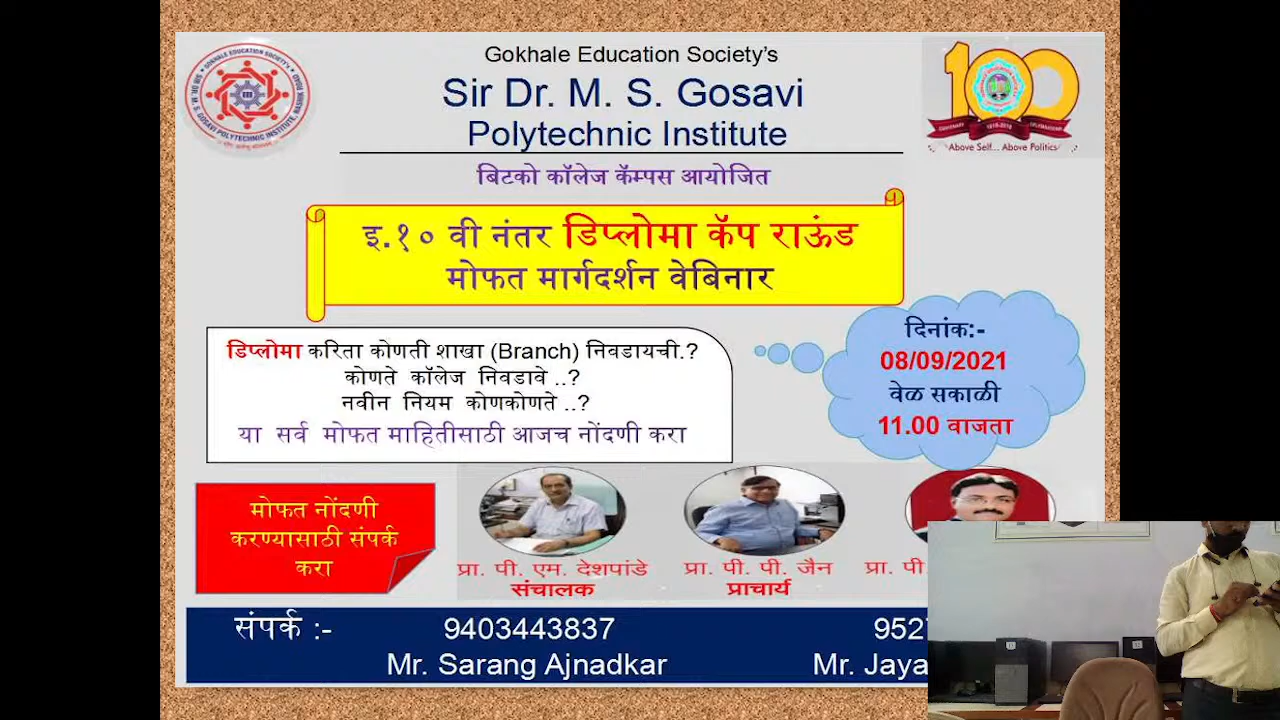 Gokhale Education Society's
Sir Dr. M. S. Gosavi
Polytechnic Institute
100
Above Self... Above Politics
बिटको कॉलेज कॅम्पस आयोजित
इ.१० वी नंतर डिप्लोमा कॅप राऊंड
मोफत मार्गदर्शन वेबिनार
डिप्लोमा करिता कोणती शाखा (Branch) निवडायची.?
कोणते कॉलेज निवडावे ..?
नवीन नियम कोणकोणते ..?
या सर्व मोफत माहितीसाठी आजच नोंदणी करा
दिनांक:-
08/09/2021
वेळ सकाळी
11.00 वाजता
मोफत नोंदणी
करण्यासाठी संपर्क
करा
प्रा. पी. एम. देशपांडे
संचालक
प्रा. पी. पी. जैन
प्राचार्य
प्रा. पी.
संपर्क :-
9403443837
Mr. Sarang Ajnadkar
952
Mr. Jaya